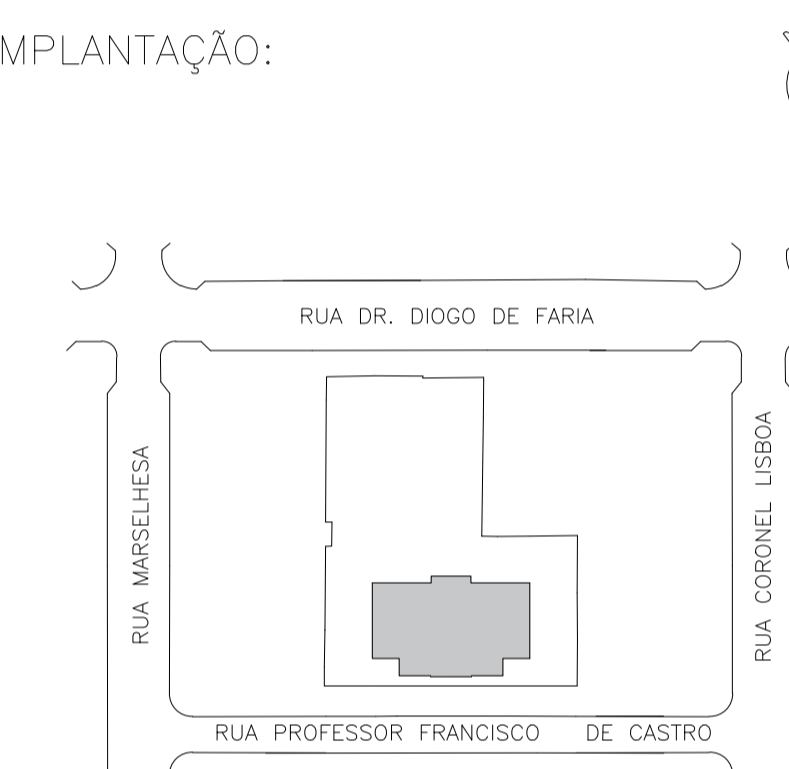 MPLANTAÇÃO:
RUA DR. DIOGO DE FARIA
RUA MARSELHESA
RUA CORONEL LISBOA
RUA PROFESSOR FRANCISCO DE CASTRO